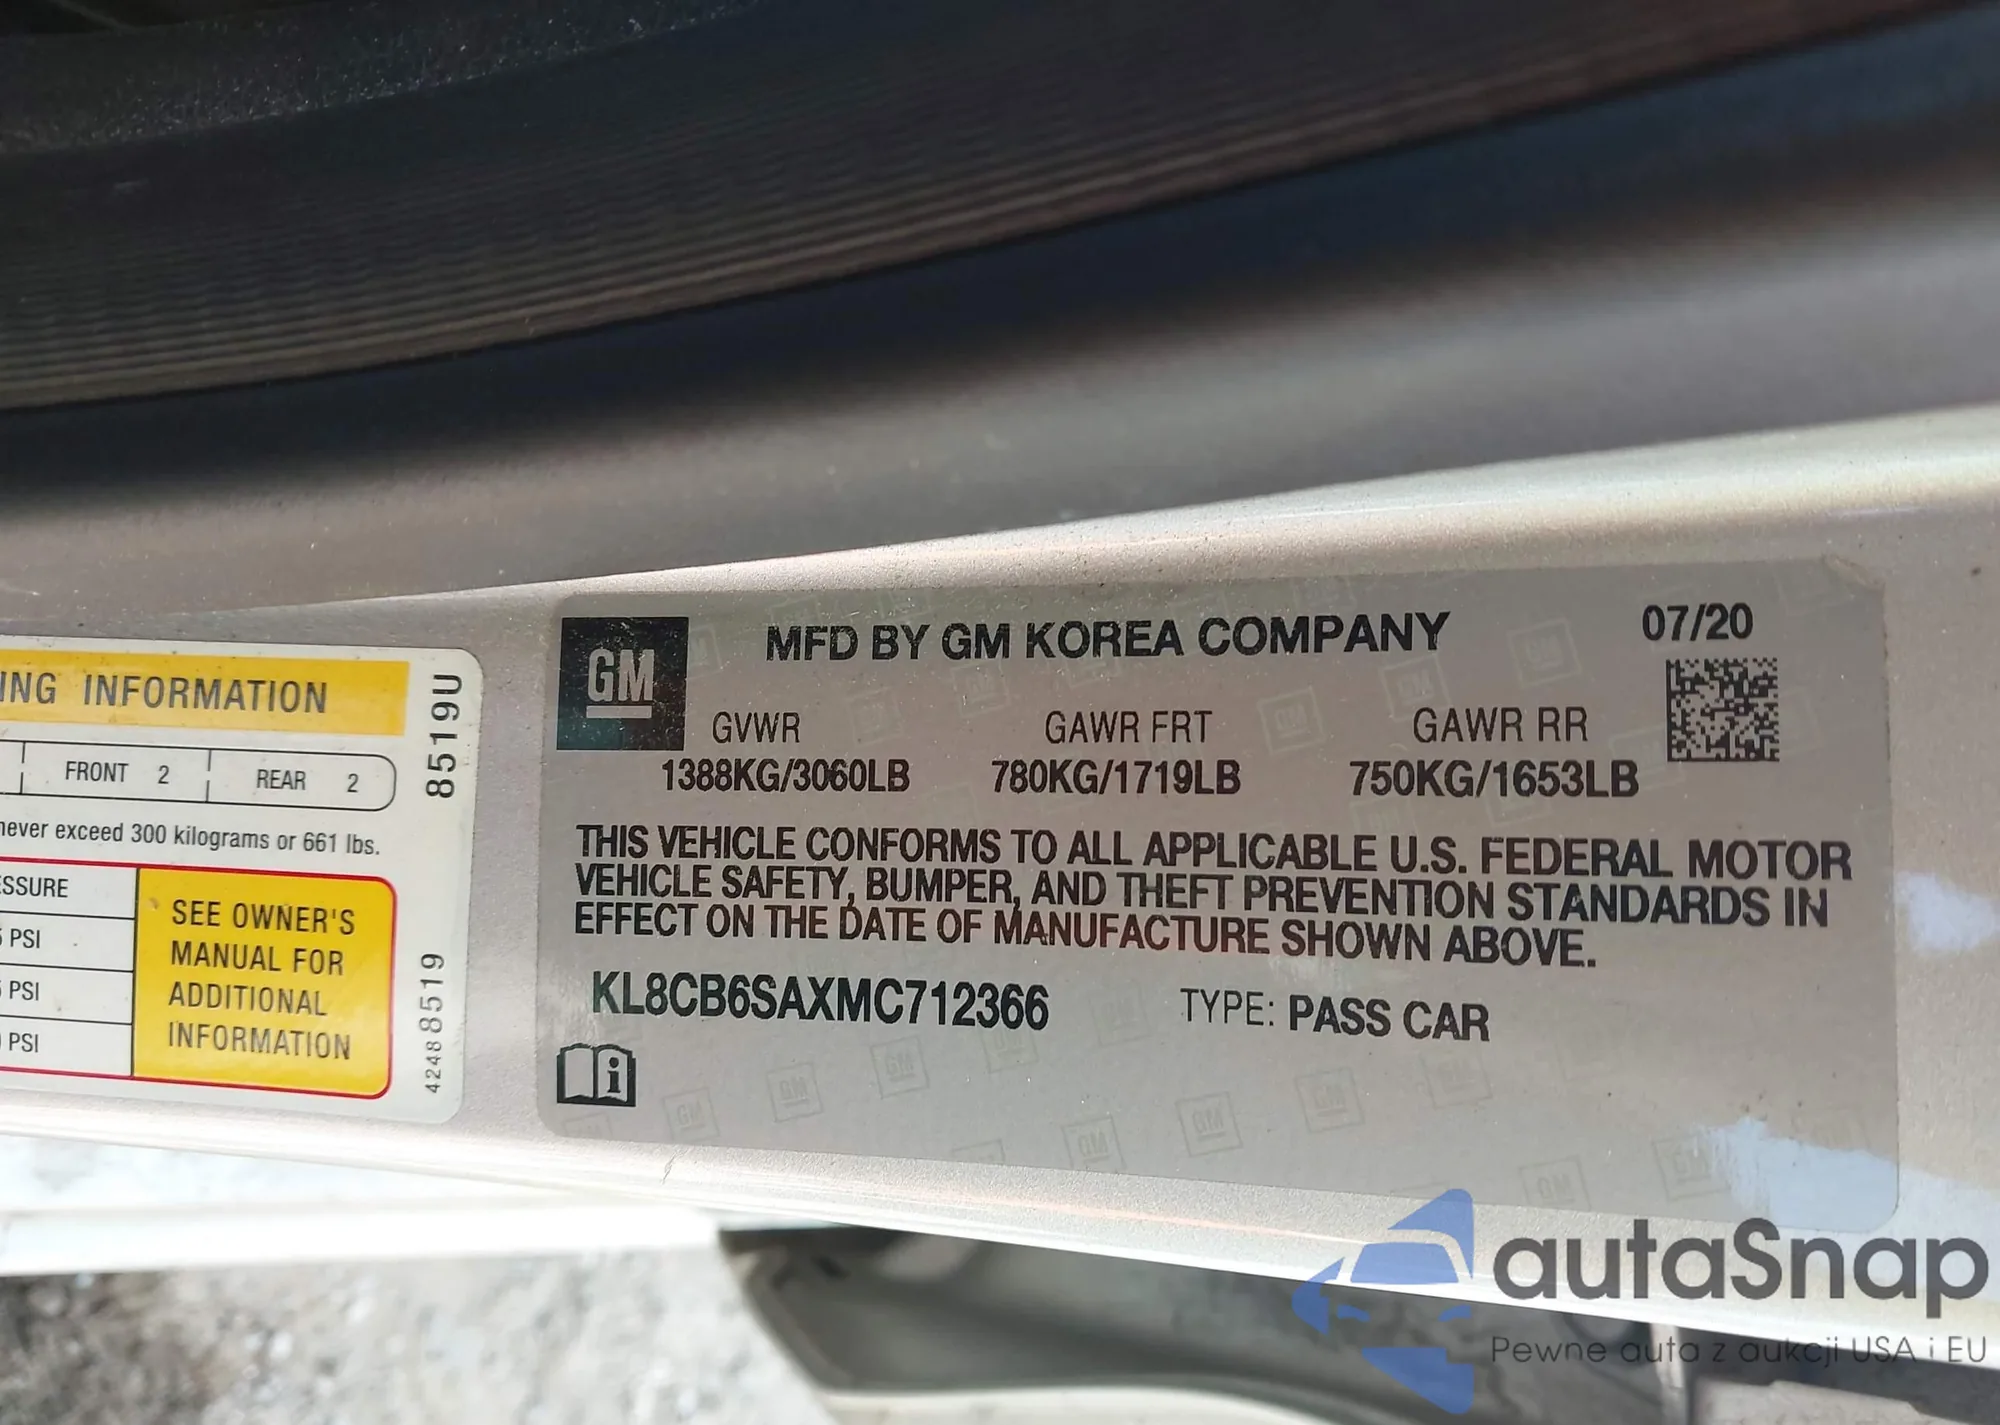 ING INFORMATION
FRONT 2 REAR 2
never exceed 300 kilograms or 661 lbs.
PSI
PSI
PSI
SEE OWNER'S
MANUAL FOR
ADDITIONAL
INFORMATION
8519U
42488519
GM
MFD BY GM KOREA COMPANY 07/20
GVWR GAWR FRT GAWR RR
1388KG/3060LB 780KG/1719LB 750KG/1653LB
THIS VEHICLE CONFORMS TO ALL APPLICABLE U.S. FEDERAL MOTOR
VEHICLE SAFETY, BUMPER, AND THEFT PREVENTION STANDARDS IN
EFFECT ON THE DATE OF MANUFACTURE SHOWN ABOVE.
KL8CB6SAXMC712366 TYPE: PASS CAR
autaSnap
Pewne auta z aukcji USA i EU